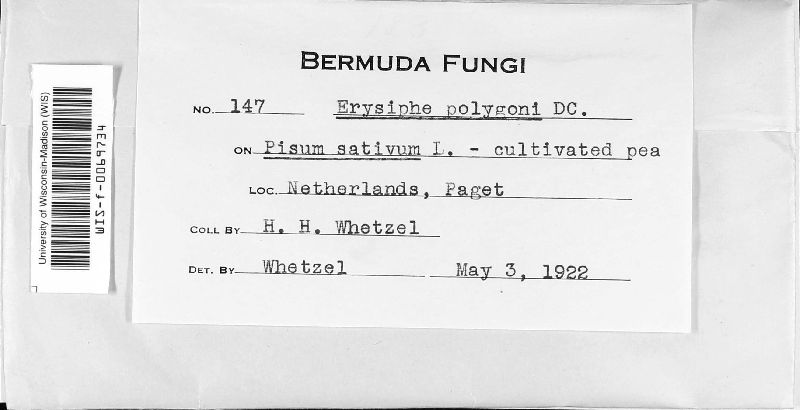 BERMUDA FUNGI
NO. 147 Erysiphe polygoni DC.
ON Pisum sativum L. - cultivated pea
LOC. Netherlands, Paget
COLL BY H. H. Whetzel
DET. BY Whetzel May 3, 1922
University of Wisconsin-Madison (WIS)
WIS-f-0069734